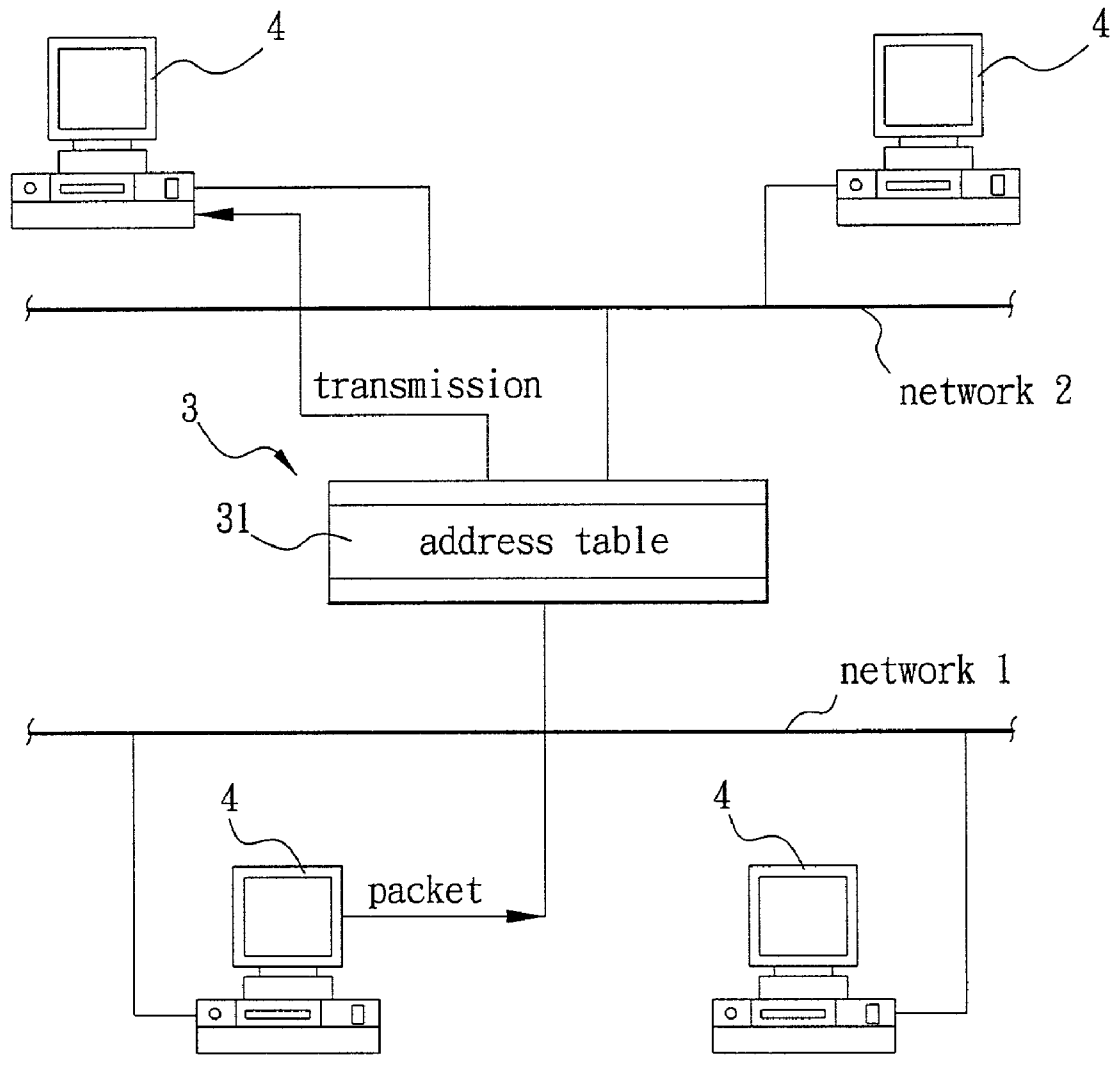 4
4
network 2
transmission
3
31
address table
network 1
4
4
packet